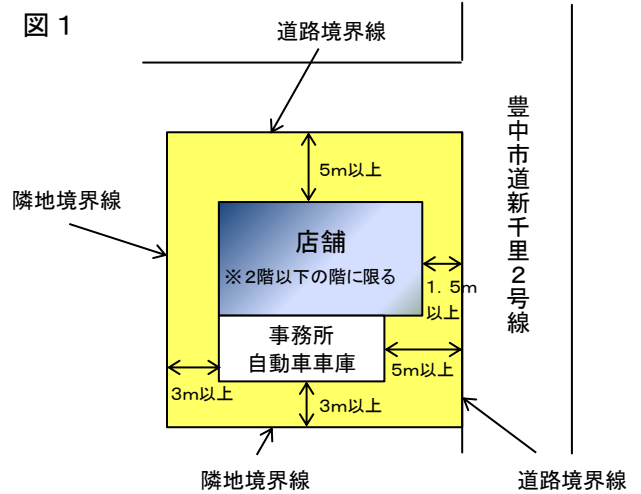 図１
道路境界線
豊中市道新千里２号線
5ｍ以上
隣地境界線
店舗
※２階以下の階に限る
１．５ｍ
以上
事務所
自動車車庫
3ｍ以上
5ｍ以上
3ｍ以上
隣地境界線
道路境界線